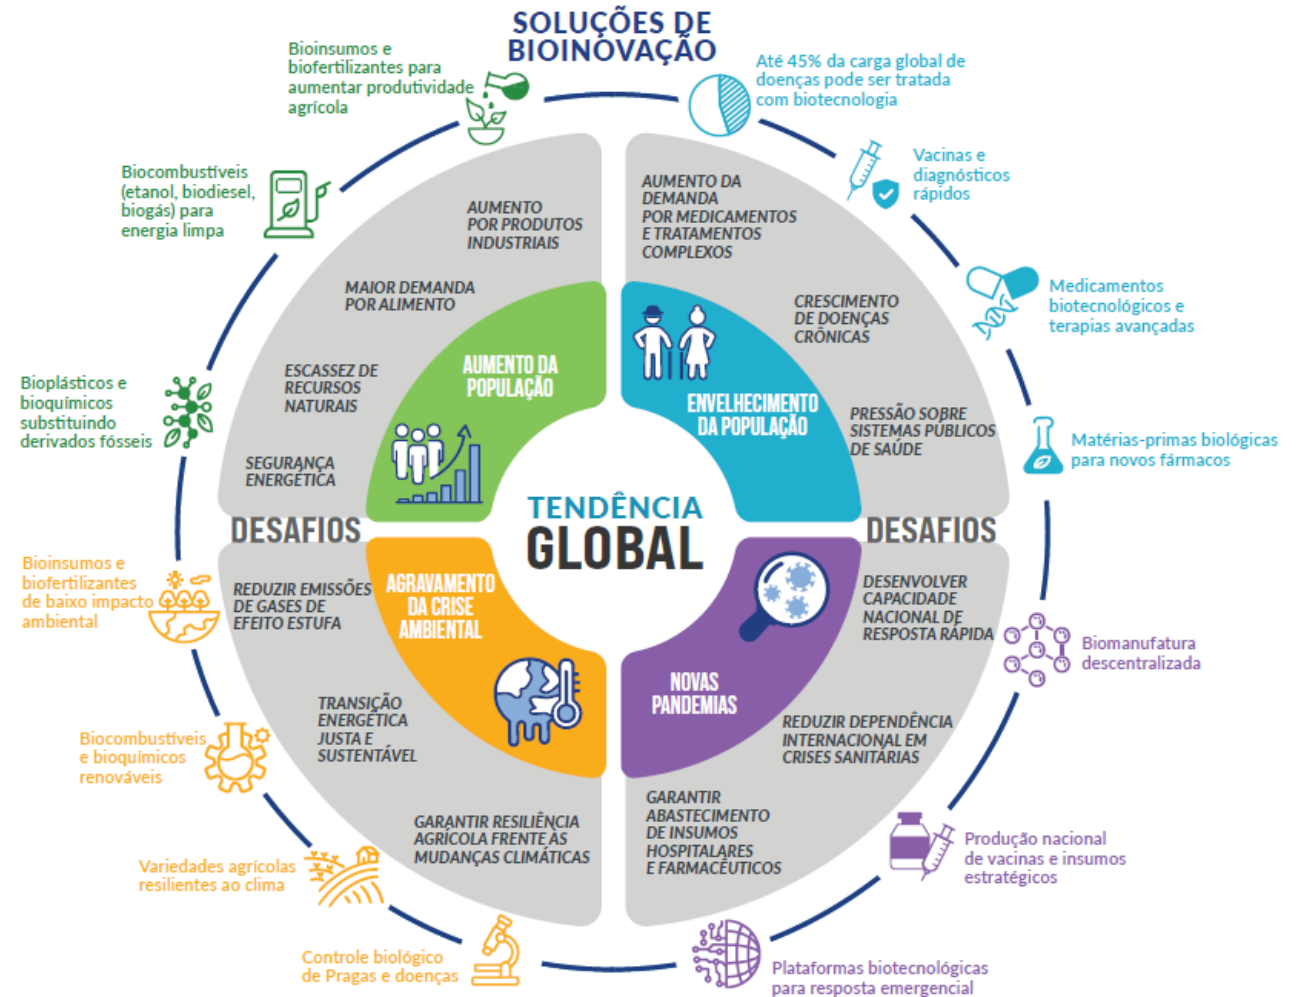 SOLUÇÕES DE
BIOINOVAÇÃO
Bioinsumos e
biofertilizantes para
aumentar produtividade
agrícola
Biocombustíveis
(etanol, biodiesel,
biogás) para
energia limpa
Bioplásticos e
bioquímicos
substituindo
derivados fósseis
Até 45% da carga global de
doenças pode ser tratada
com biotecnologia
Vacinas e
diagnósticos
rápidos
Medicamentos
biotecnológicos e
terapias avançadas
Matérias-primas biológicas
para novos fármacos
AUMENTO
POR PRODUTOS
INDUSTRIAIS
MAIOR DEMANDA
POR ALIMENTO
ESCASSEZ DE
RECURSOS
NATURAIS
SEGURANÇA
ENERGÉTICA
AUMENTO DA
POPULAÇÃO
AUMENTO DA
DEMANDA
POR MEDICAMENTOS
E TRATAMENTOS
COMPLEXOS
CRESCIMENTO
DE DOENÇAS
CRÔNICAS
PRESSÃO SOBRE
SISTEMAS PÚBLICOS
DE SAÚDE
ENVELHECIMENTO
DA POPULAÇÃO
TENDÊNCIA
GLOBAL
DESAFIOS
DESAFIOS
Bioinsumos e
biofertilizantes
de baixo impacto
ambiental
Biocombustíveis
e bioquímicos
renováveis
Variedades agrícolas
resilientes ao clima
Controle biológico
de Pragas e doenças
REDUZIR EMISSÕES
DE GASES DE
EFEITO ESTUFA
TRANSIÇÃO
ENERGÉTICA
JUSTA E
SUSTENTÁVEL
GARANTIR RESILIÊNCIA
AGRÍCOLA FRENTE ÀS
MUDANÇAS CLIMÁTICAS
AGRAVAMENTO
DA CRISE
AMBIENTAL
NOVAS
PANDEMIAS
DESENVOLVER
CAPACIDADE
NACIONAL DE
RESPOSTA RÁPIDA
REDUZIR DEPENDÊNCIA
INTERNACIONAL EM
CRISES SANITÁRIAS
GARANTIR
ABASTECIMENTO
DE INSUMOS
HOSPITALARES
E FARMACÊUTICOS
Biomanufatura
descentralizada
Produção nacional
de vacinas e insumos
estratégicos
Plataformas biotecnológicas
para resposta emergencial